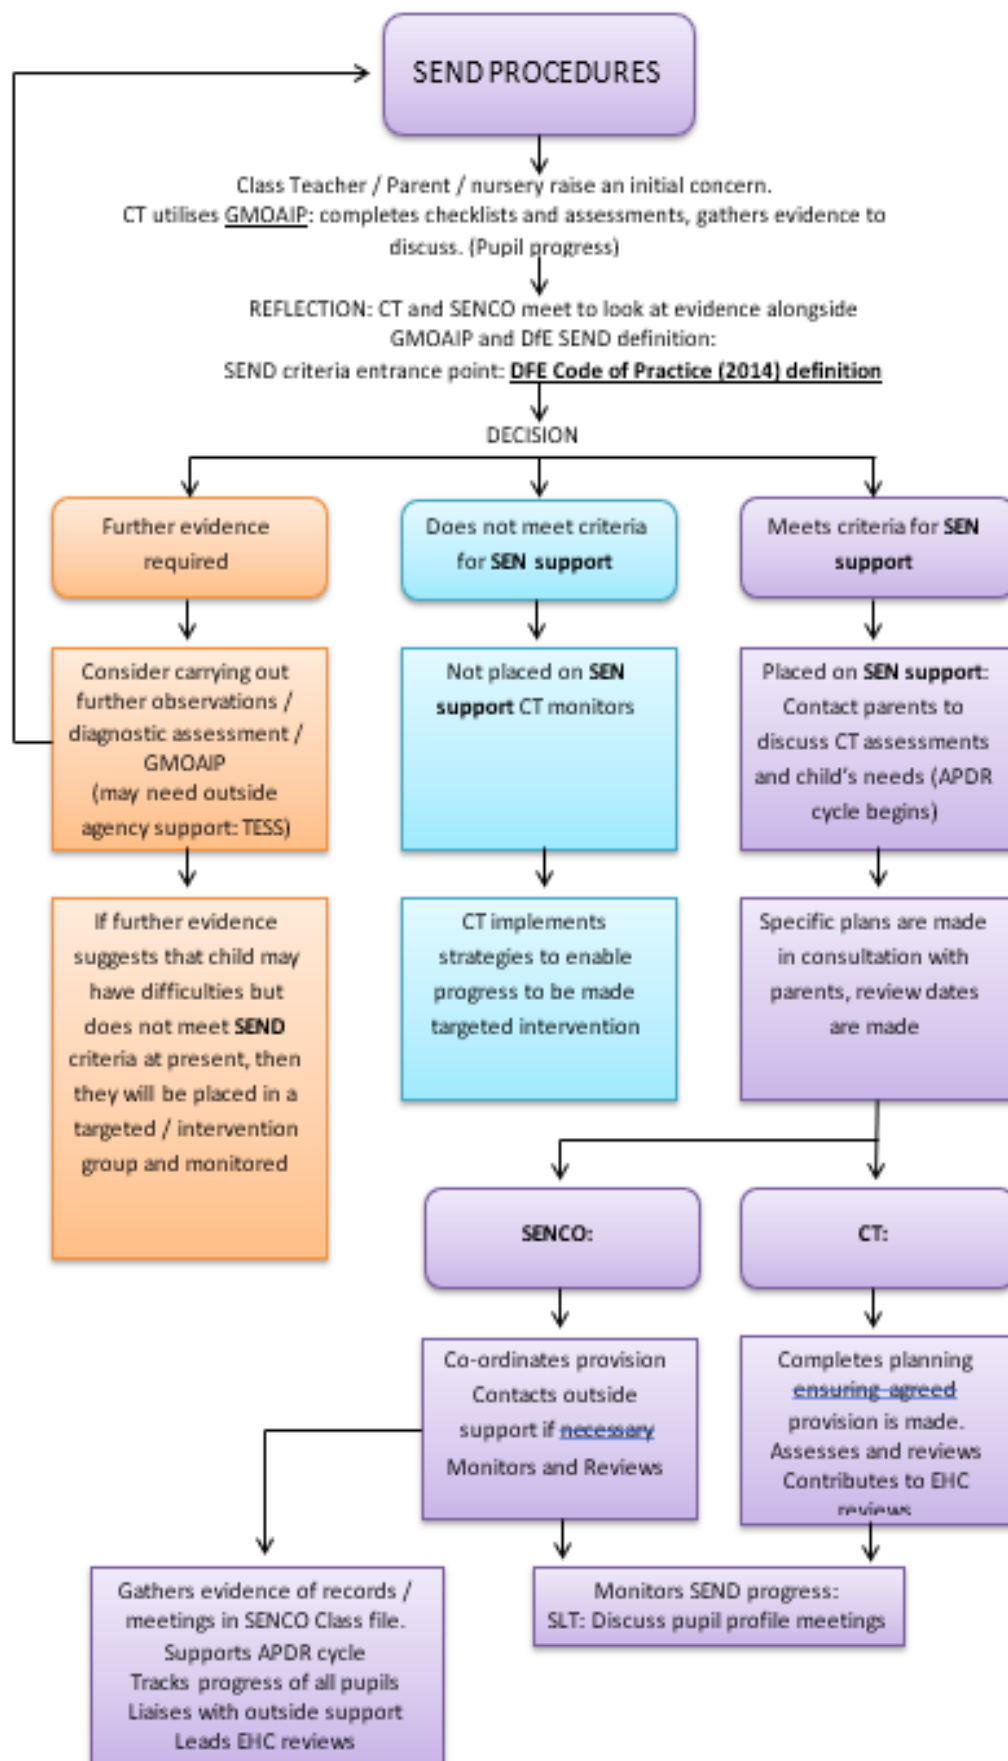 SEND PROCEDURES
Class Teacher / Parent / nursery raise an initial concern.
CT utilises GMOAIP: completes checklists and assessments, gathers evidence to
discuss. (Pupil progress)
REFLECTION: CT and SENCO meet to look at evidence alongside
GMOAIP and DfE SEND definition:
SEND criteria entrance point: DFE Code of Practice (2014) definition
DECISION
Further evidence
required
Does not meet criteria
for SEN support
Meets criteria for SEN
support
Consider carrying out
further observations /
diagnostic assessment /
GMOAIP
(may need outside
agency support: TESS)
Not placed on SEN
support CT monitors
Placed on SEN support:
Contact parents to
discuss CT assessments
and child's needs (APDR
cycle begins)
If further evidence
suggests that child may
have difficulties but
does not meet SEND
criteria at present, then
they will be placed in a
targeted / intervention
group and monitored
CT implements
strategies to enable
progress to be made
targeted intervention
Specific plans are made
in consultation with
parents, review dates
are made
SENCO:
CT:
Co-ordinates provision
Contacts outside
support if necessary
Monitors and Reviews
Completes planning
ensuring agreed
provision is made.
Assesses and reviews
Contributes to EHC
reviews
Gathers evidence of records /
meetings in SENCO Class file.
Supports APDR cycle
Tracks progress of all pupils
Liaises with outside support
Leads EHC reviews
Monitors SEND progress:
SLT: Discuss pupil profile meetings